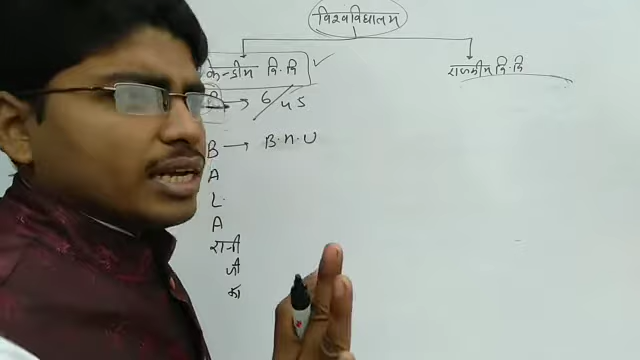 विश्वविद्यालय
केन्द्रीय वि.वि ✓
राजकीय वि.वि
→ 6/45
B → B.H.U
A
L.
A
रानी
जी
का